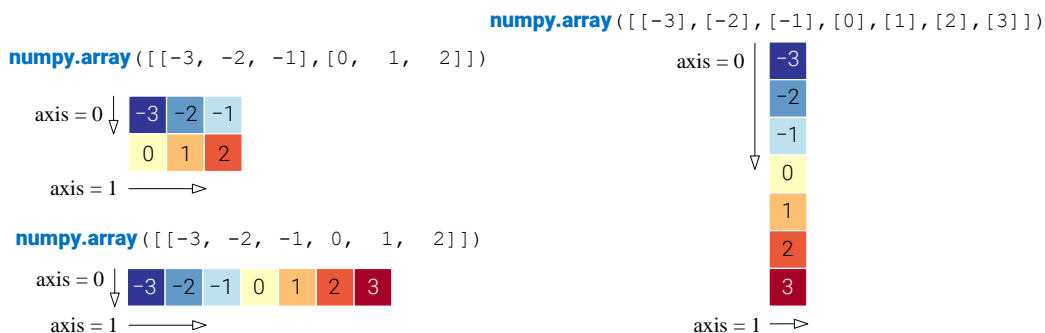 numpy.array([[-3, -2, -1],[0, 1, 2]])
axis = 0
−3 −2 −1
0 1 2
axis = 1
numpy.array([[-3, -2, -1, 0, 1, 2]])
axis = 0
−3 −2 −1 0 1 2 3
axis = 1
numpy.array([[-3],[-2],[-1],[0],[1],[2],[3]])
axis = 0
−3
−2
−1
0
1
2
3
axis = 1